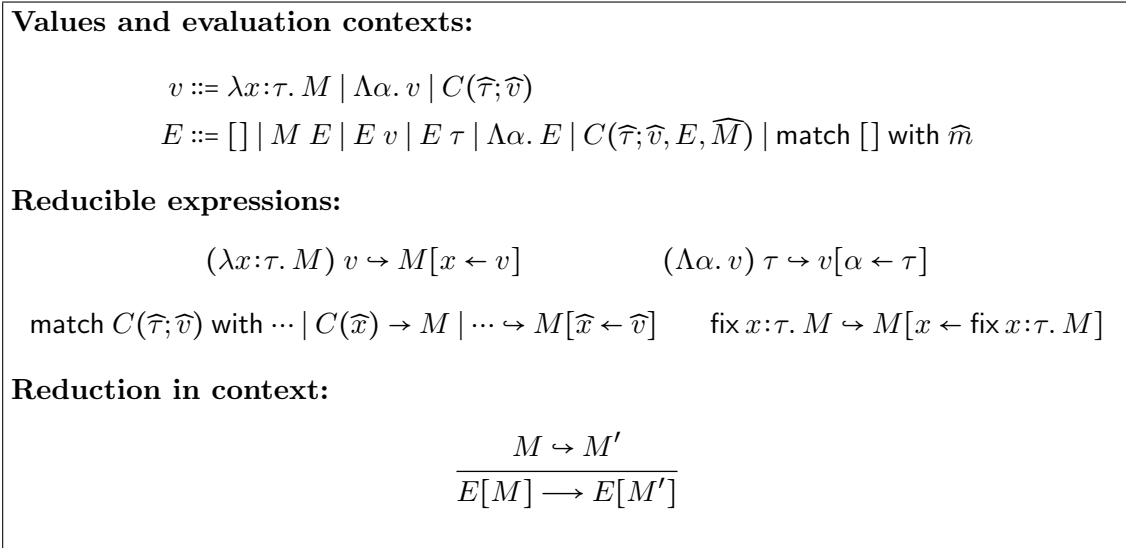 Values and evaluation contexts:
v ::= λx:τ. M | Λα. v | C(τ̂; v̂)
E ::= [] | M E | E v | E τ | Λα. E | C(τ̂; v̂, E, M̂) | match [] with m̂
Reducible expressions:
(λx:τ. M) v ↪ M[x ← v] (Λα. v) τ ↪ v[α ← τ]
match C(τ̂; v̂) with ⋯ | C(x̂) → M | ⋯ ↪ M[x̂ ← v̂] fix x:τ. M ↪ M[x ← fix x:τ. M]
Reduction in context:
M ↪ M′
E[M] ⟶ E[M′]